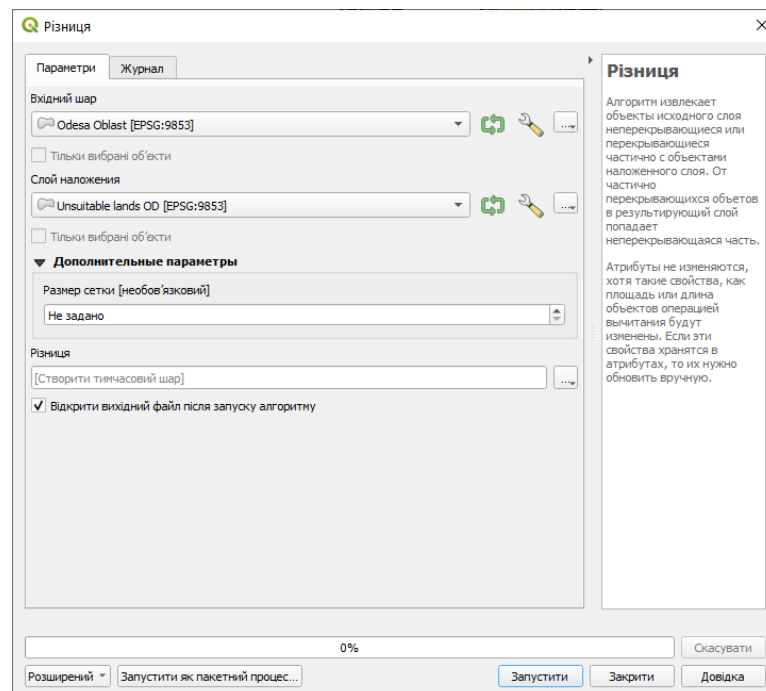 Різниця
Параметри
Журнал
Вхідний шар
Odesa Oblast [EPSG:9853]
...
Тільки вибрані об'єкти
Слой наложения
Unsuitable lands OD [EPSG:9853]
...
Тільки вибрані об'єкти
Дополнительные параметры
Размер сетки [необов'язковий]
Не задано
Різниця
[Створити тимчасовий шар]
...
Відкрити вихідний файл після запуску алгоритму
Різниця
Алгоритм извлекает
объекты исходного слоя
неперекрывающиеся или
перекрывающиеся
частично с объектами
наложенного слоя. От
частично
перекрывающихся объетов
в результирующий слой
попадает
неперекрывающаяся часть.
Атрибуты не изменяются,
хотя такие свойства, как
площадь или длина
объектов операцией
вычитания будут
изменены. Если эти
свойства хранятся в
атрибутах, то их нужно
обновить вручную.
0%
Скасувати
Розширений
Запустити як пакетний процес...
Запустити
Закрити
Довідка